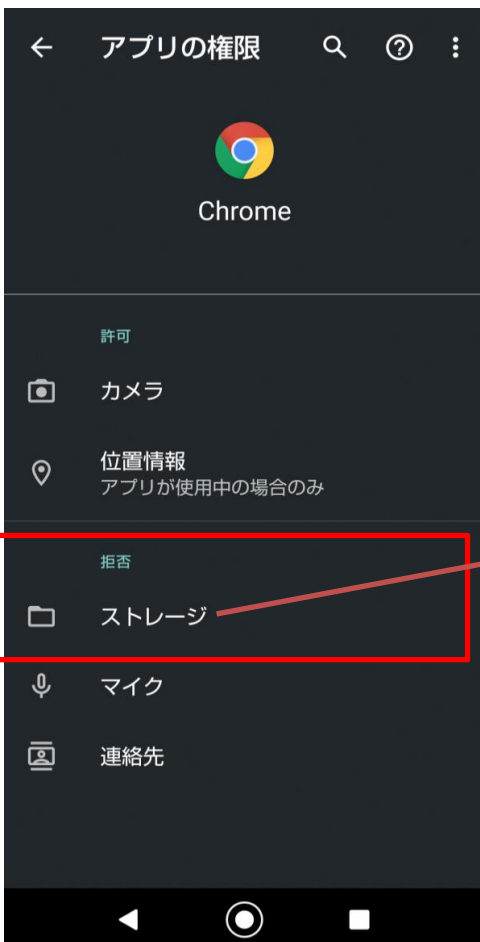 アプリの権限
Chrome
許可
カメラ
位置情報
アプリが使用中の場合のみ
拒否
ストレージ
マイク
連絡先